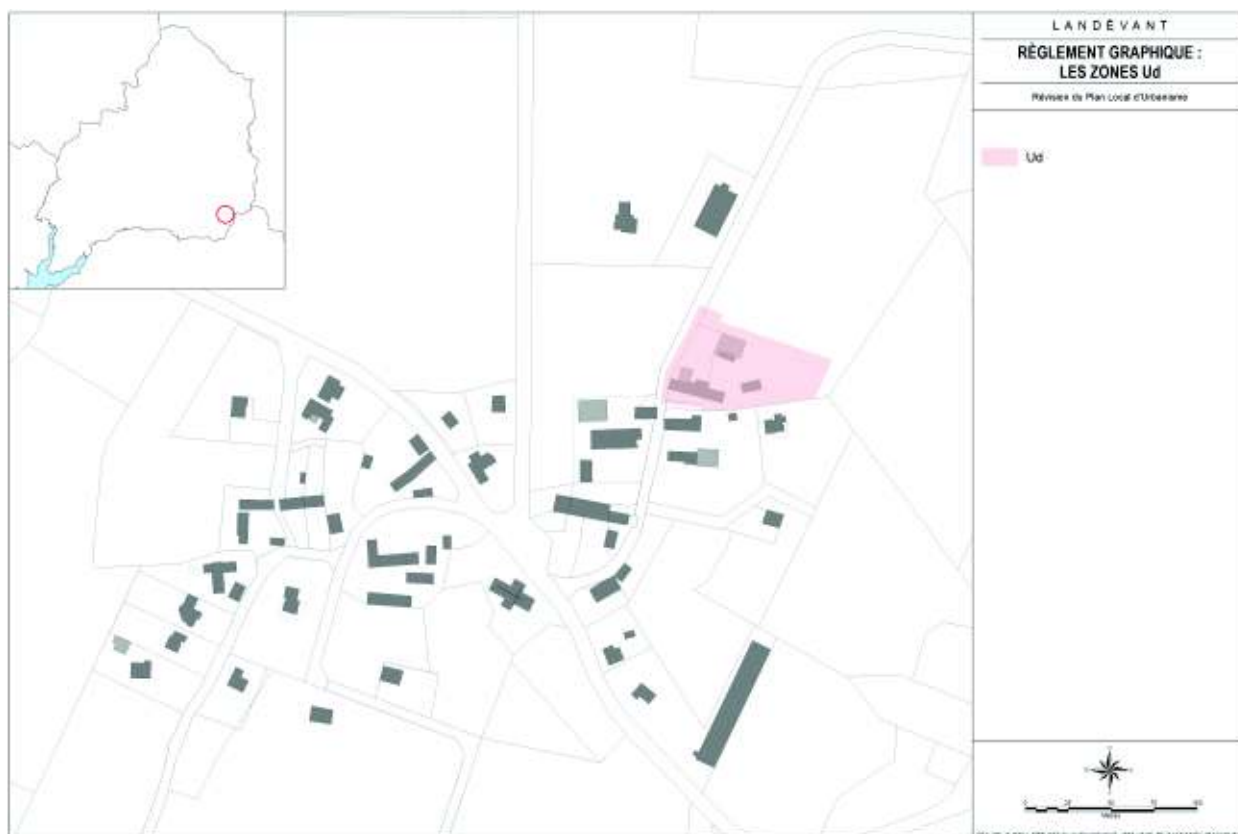 LANDÉVANT
RÈGLEMENT GRAPHIQUE :
LES ZONES Ud
Révision du Plan Local d'Urbanisme
Ud